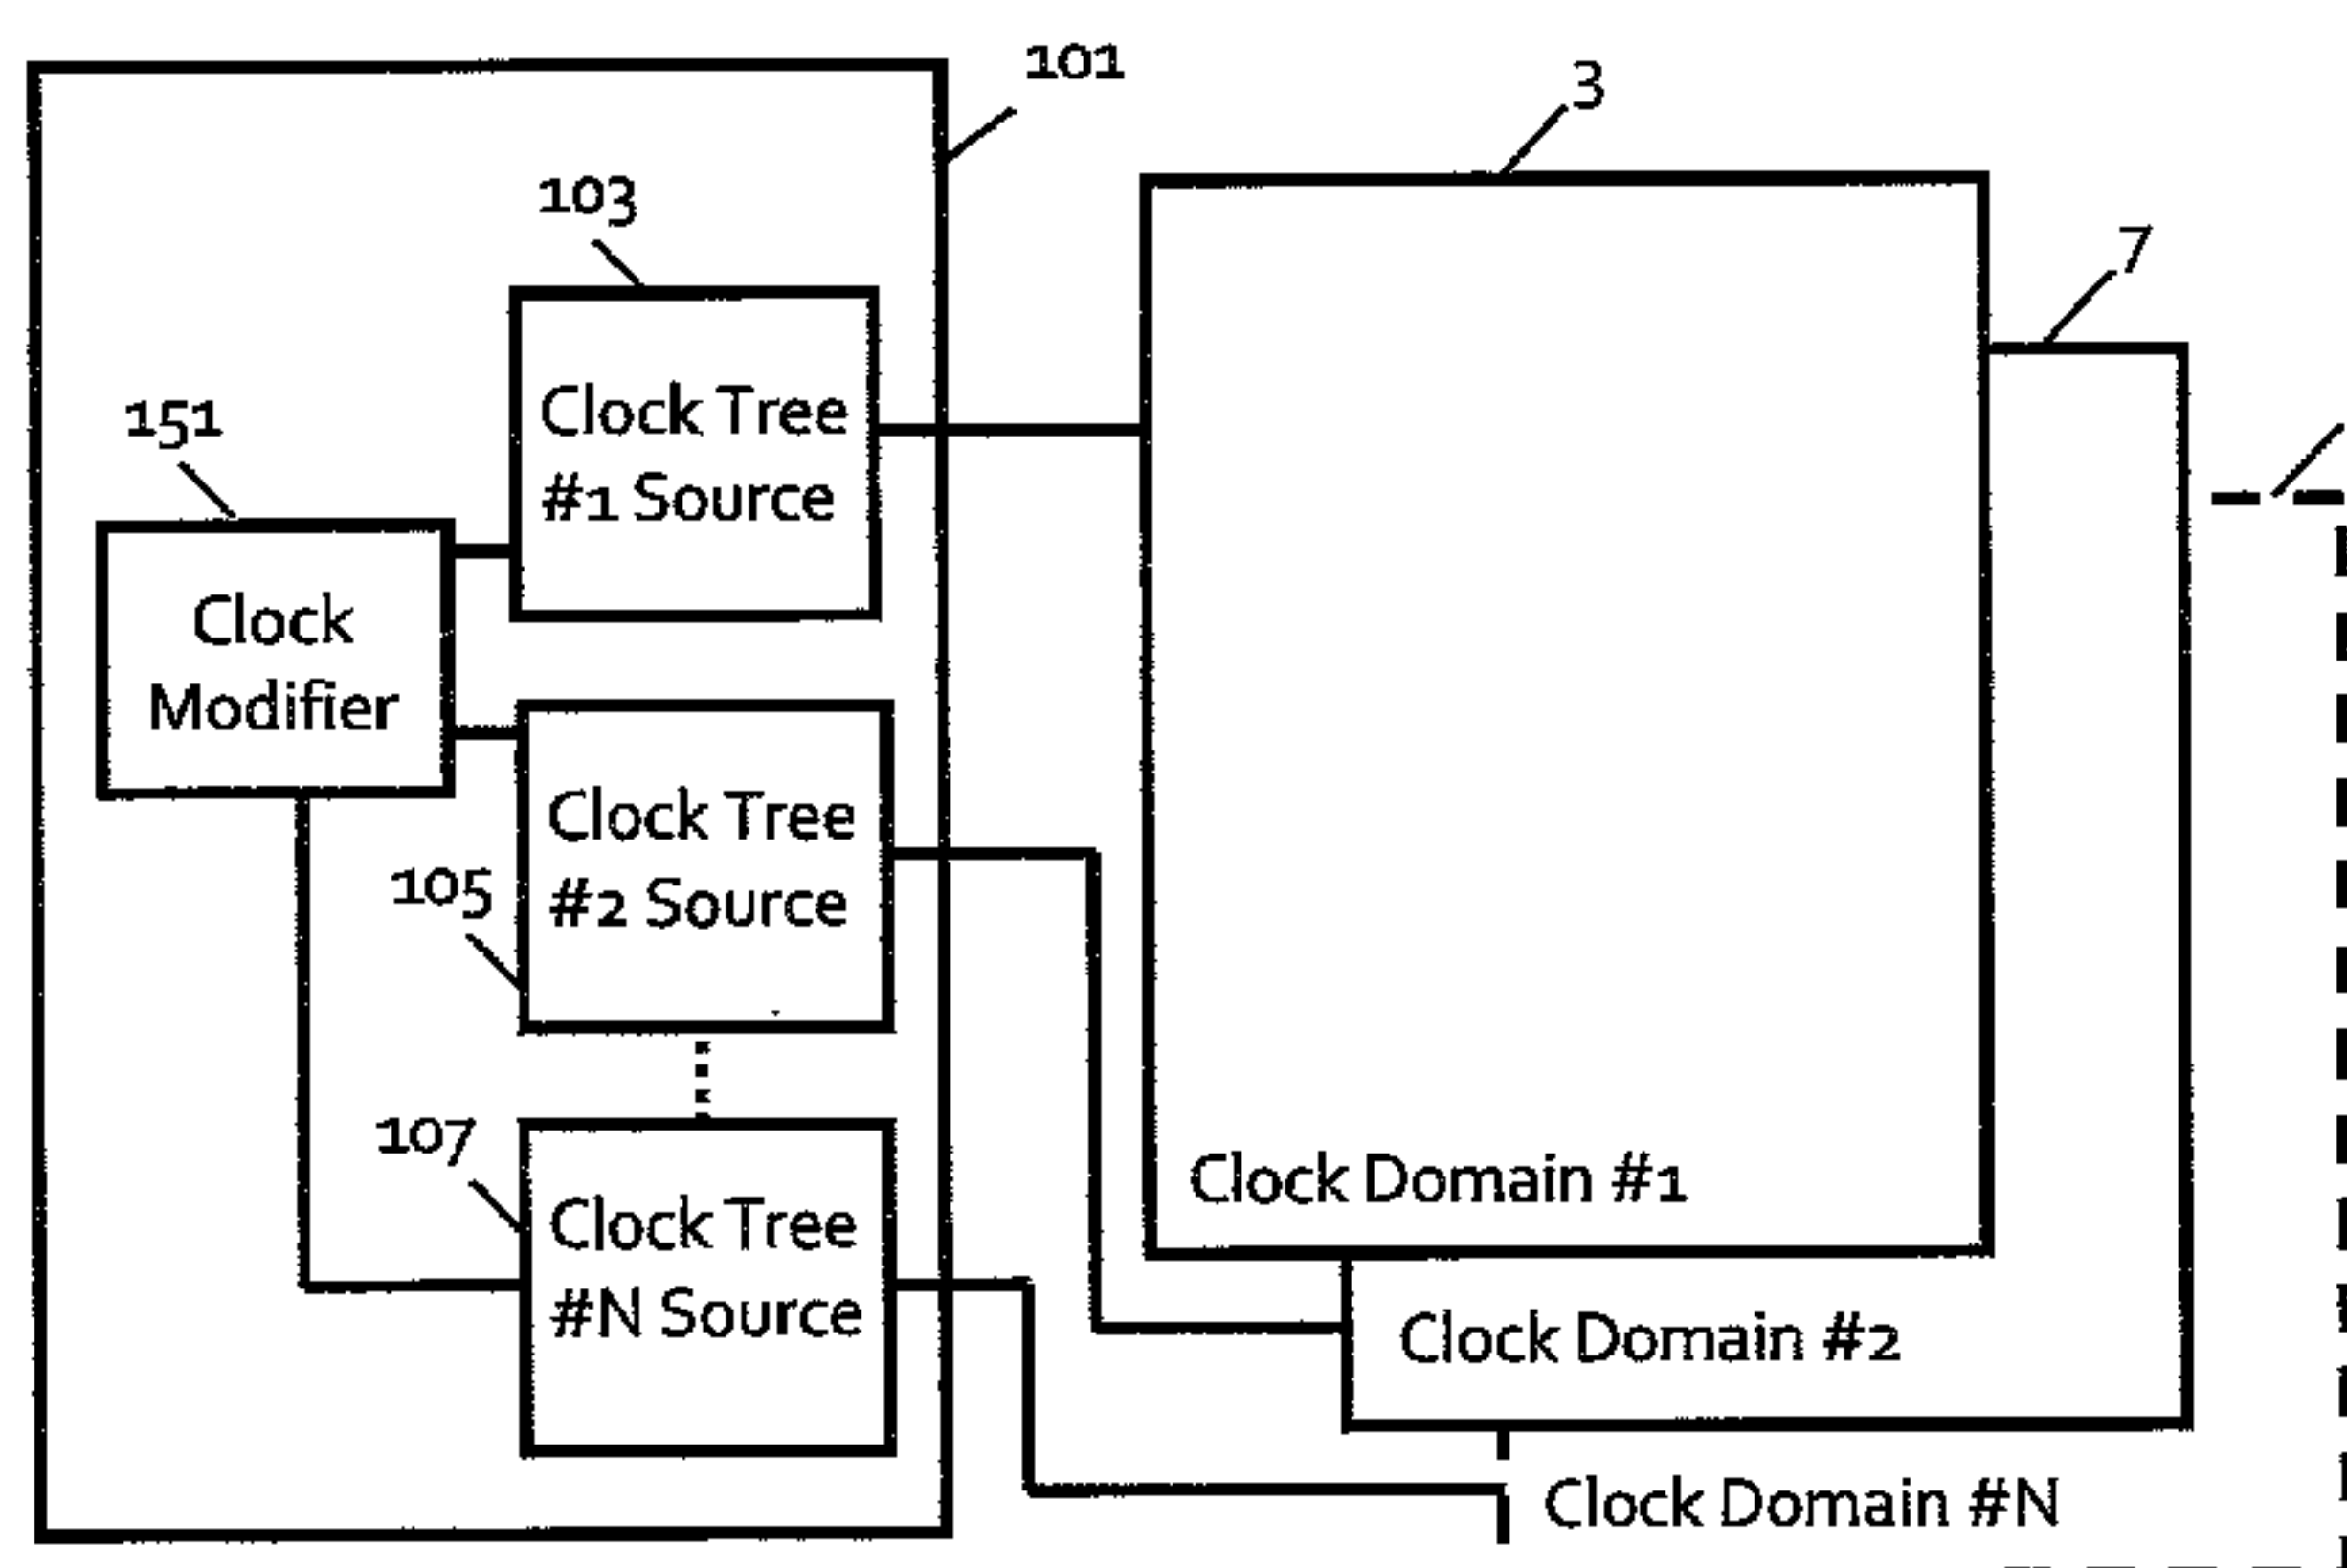 101
3
103
7
Clock Tree
#1 Source
151
Clock
Modifier
Clock Tree
#2 Source
105
107
Clock Tree
#N Source
Clock Domain #1
Clock Domain #2
Clock Domain #N